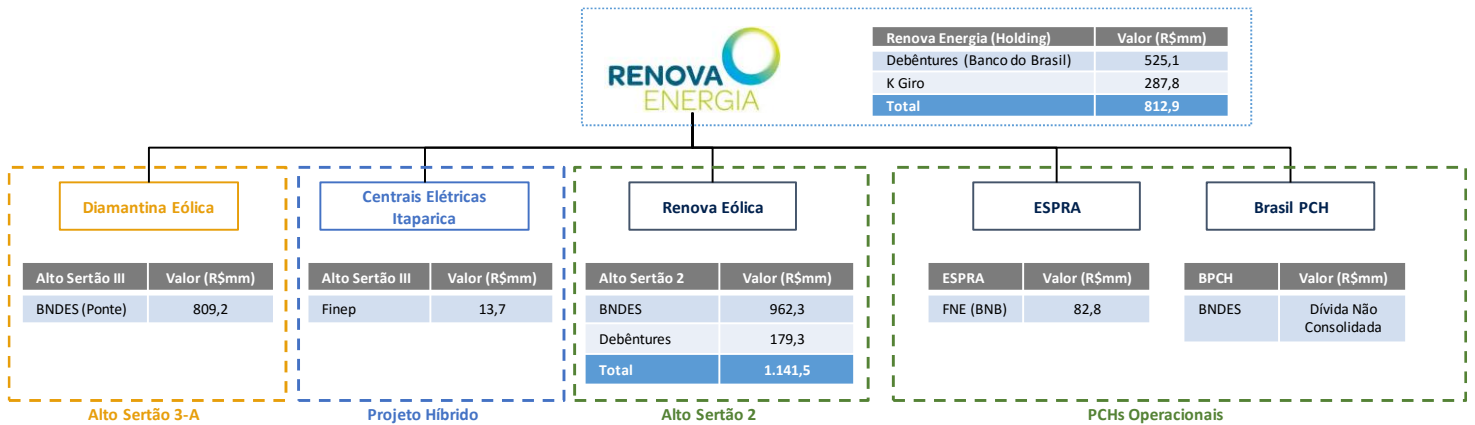 RENOVA
ENERGIA
Renova Energia (Holding) Valor (R$mm)
Debêntures (Banco do Brasil) 525,1
K Giro 287,8
Total 812,9
Diamantina Eólica
Alto Sertão III Valor (R$mm)
BNDES (Ponte) 809,2
Alto Sertão 3-A
Centrais Elétricas
Itaparica
Alto Sertão III Valor (R$mm)
Finep 13,7
Projeto Híbrido
Renova Eólica
Alto Sertão 2 Valor (R$mm)
BNDES 962,3
Debêntures 179,3
Total 1.141,5
Alto Sertão 2
ESPRA
ESPRA Valor (R$mm)
FNE (BNB) 82,8
Brasil PCH
BPCH Valor (R$mm)
BNDES Dívida Não
Consolidada
PCHs Operacionais